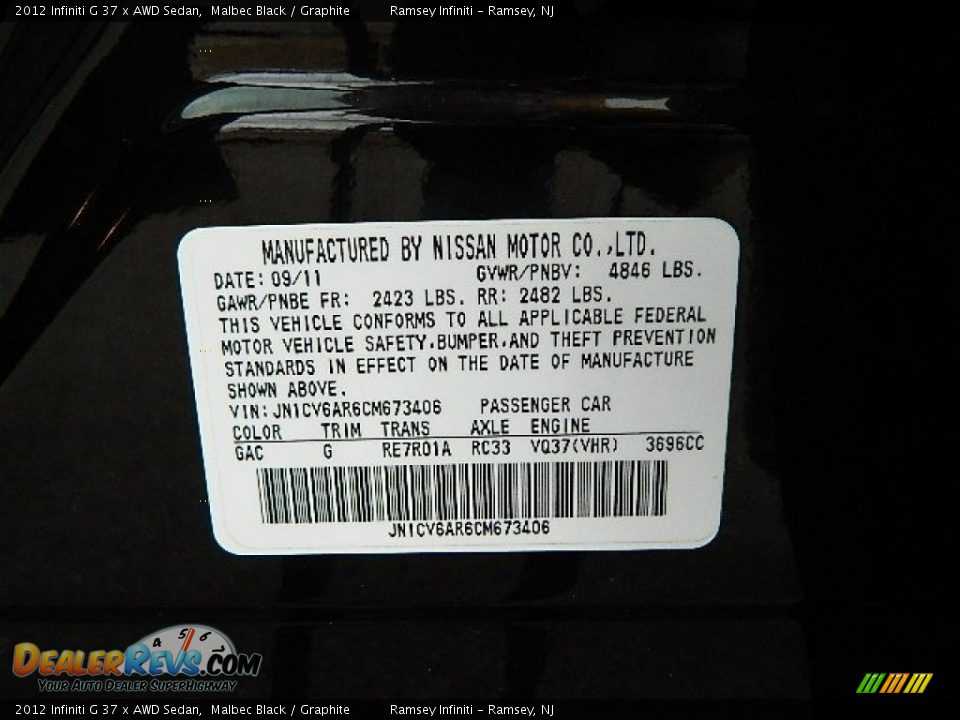 2012 Infiniti G 37 x AWD Sedan, Malbec Black / Graphite Ramsey Infiniti - Ramsey, NJ
MANUFACTURED BY NISSAN MOTOR CO.,LTD.
DATE: 09/11 GVWR/PNBV: 4846 LBS.
GAWR/PNBE FR: 2423 LBS. RR: 2482 LBS.
THIS VEHICLE CONFORMS TO ALL APPLICABLE FEDERAL
MOTOR VEHICLE SAFETY.BUMPER.AND THEFT PREVENTION
STANDARDS IN EFFECT ON THE DATE OF MANUFACTURE
SHOWN ABOVE.
VIN: JN1CV6AR6CM673406 PASSENGER CAR
COLOR TRIM TRANS AXLE ENGINE
GAC G RE7R01A RC33 VQ37(VHR) 3696CC
JN1CV6AR6CM673406
4 5 6
DEALERREVS.COM
YOUR AUTO DEALER SUPERHIGHWAY
2012 Infiniti G 37 x AWD Sedan, Malbec Black / Graphite Ramsey Infiniti - Ramsey, NJ